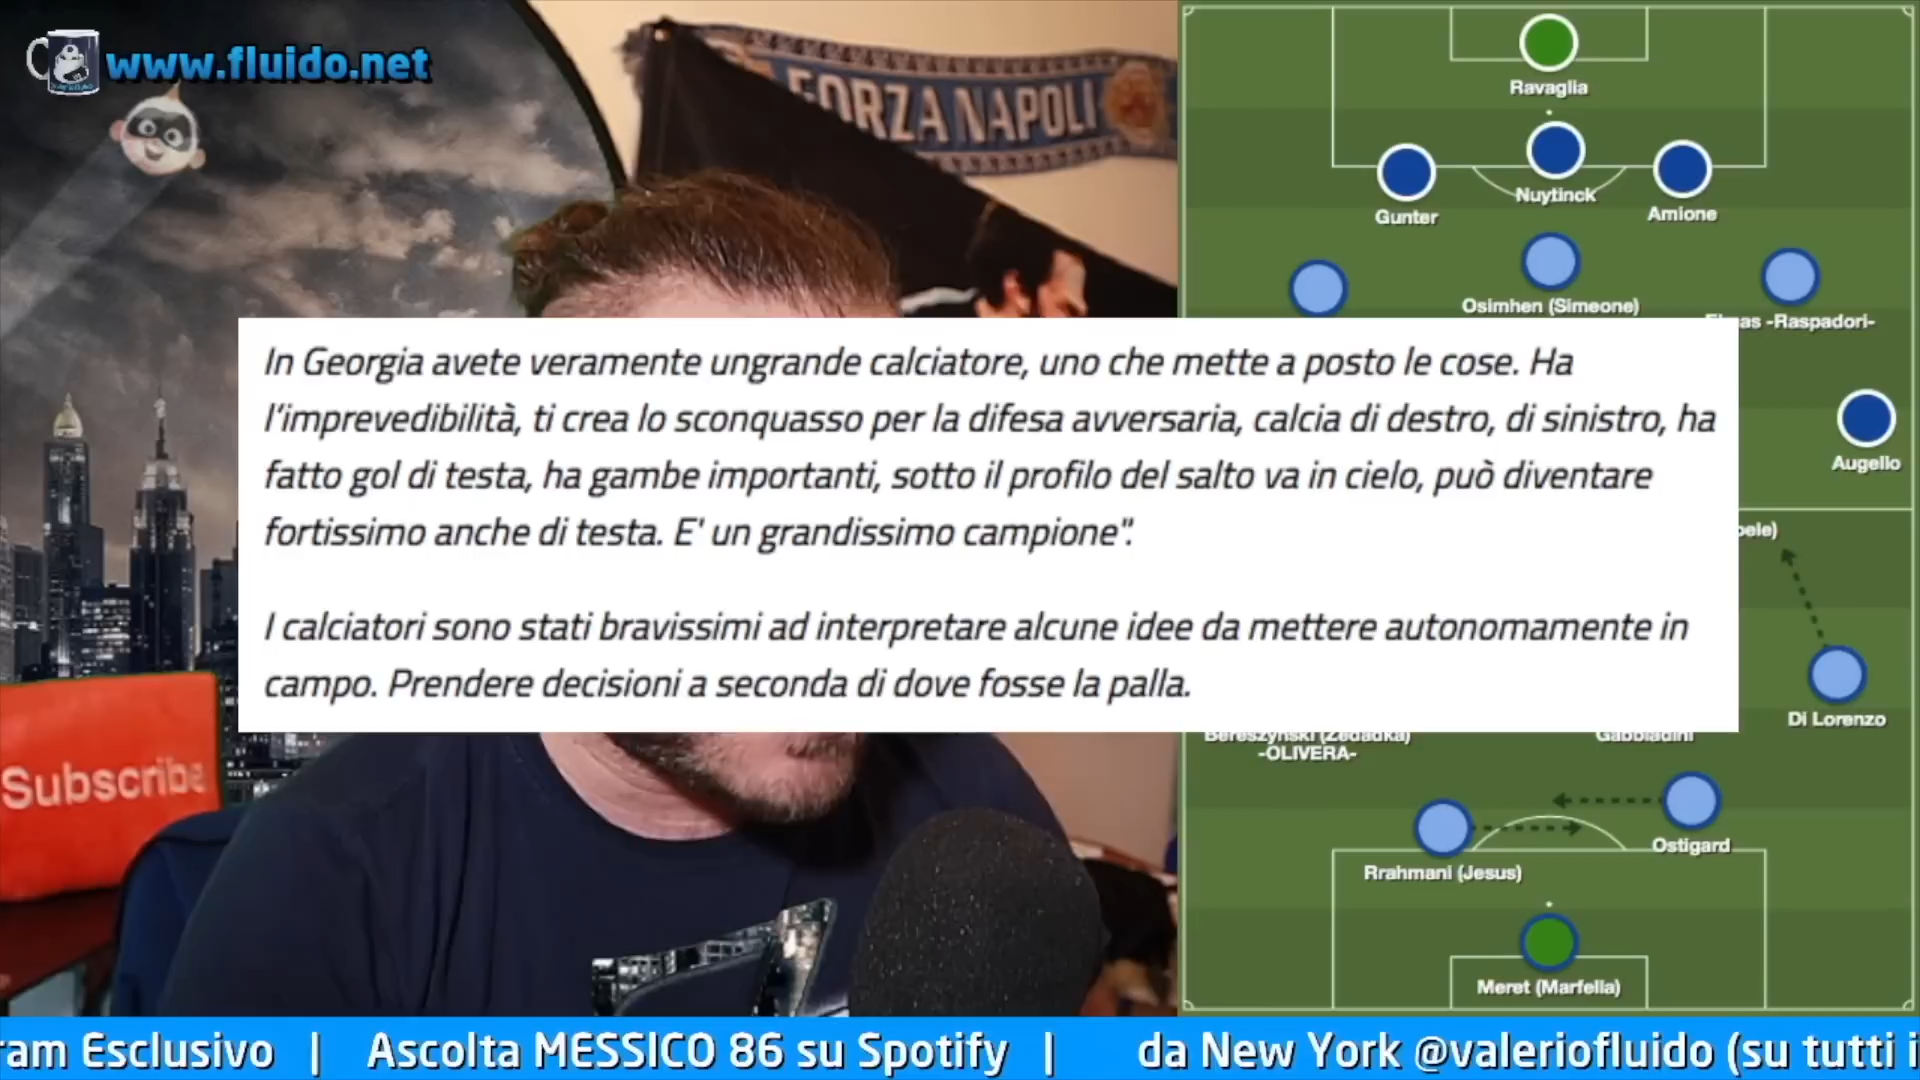 www.fluido.net
FORZA NAPOLI
Ravaglia
Gunter
Nuytinck
Amione
Osimhen (Simeone)
-Raspadori-
In Georgia avete veramente ungrande calciatore, uno che mette a posto le cose. Ha
l'imprevedibilità, ti crea lo sconquasso per la difesa avversaria, calcia di destro, di sinistro, ha
fatto gol di testa, ha gambe importanti, sotto il profilo del salto va in cielo, può diventare
fortissimo anche di testa. E' un grandissimo campione".
I calciatori sono stati bravissimi ad interpretare alcune idee da mettere autonomamente in
campo. Prendere decisioni a seconda di dove fosse la palla.
Augello
Di Lorenzo
Bereszynski (Zedadka)
-OLIVERA-
Gabbiadini
Subscribe
Ostigard
Rrahmani (Jesus)
Meret (Marfella)
ram Esclusivo | Ascolta MESSICO 86 su Spotify | da New York @valeriofluido (su tutti i